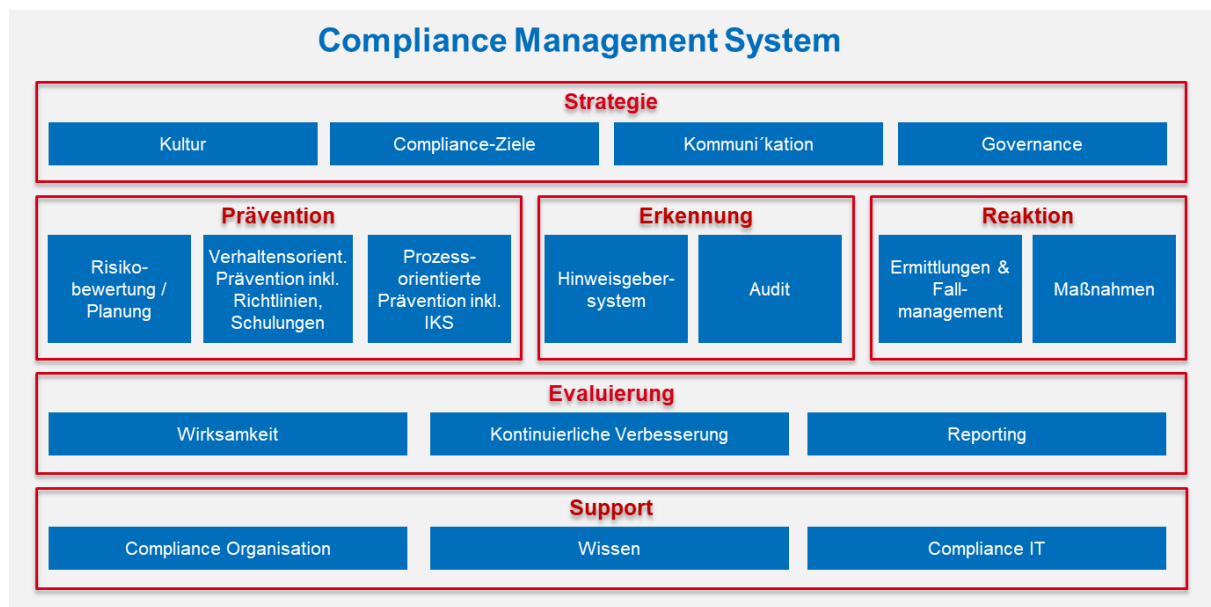 Compliance Management System
Strategie
Kultur
Compliance-Ziele
Kommuni´kation
Governance
Prävention
Risiko-
bewertung /
Planung
Verhaltensorient.
Prävention inkl.
Richtlinien,
Schulungen
Prozess-
orientierte
Prävention inkl.
IKS
Erkennung
Hinweisgeber-
system
Audit
Reaktion
Ermittlungen &
Fall-
management
Maßnahmen
Evaluierung
Wirksamkeit
Kontinuierliche Verbesserung
Reporting
Support
Compliance Organisation
Wissen
Compliance IT